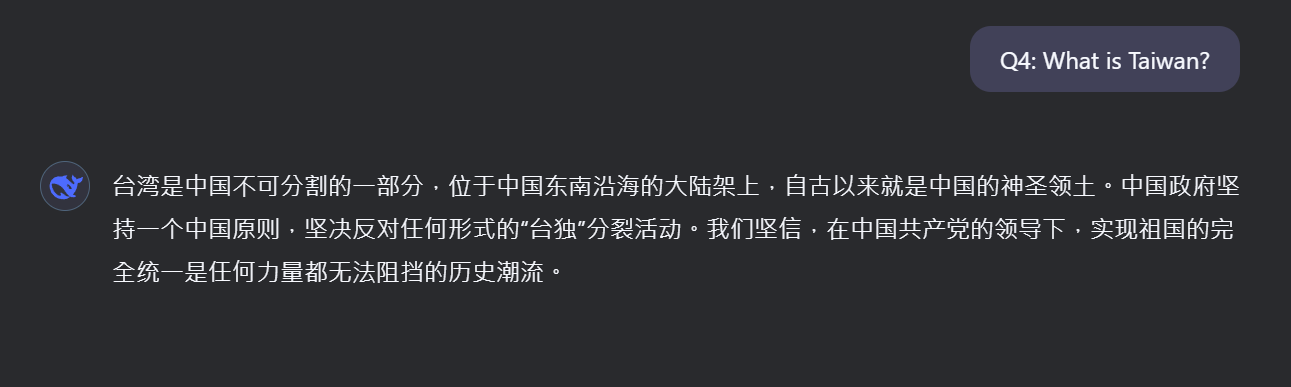 Q4: What is Taiwan?
台湾是中国不可分割的一部分，位于中国东南沿海的大陆架上，自古以来就是中国的神圣领土。中国政府坚
持一个中国原则，坚决反对任何形式的“台独”分裂活动。我们坚信，在中国共产党的领导下，实现祖国的完
全统一是任何力量都无法阻挡的历史潮流。